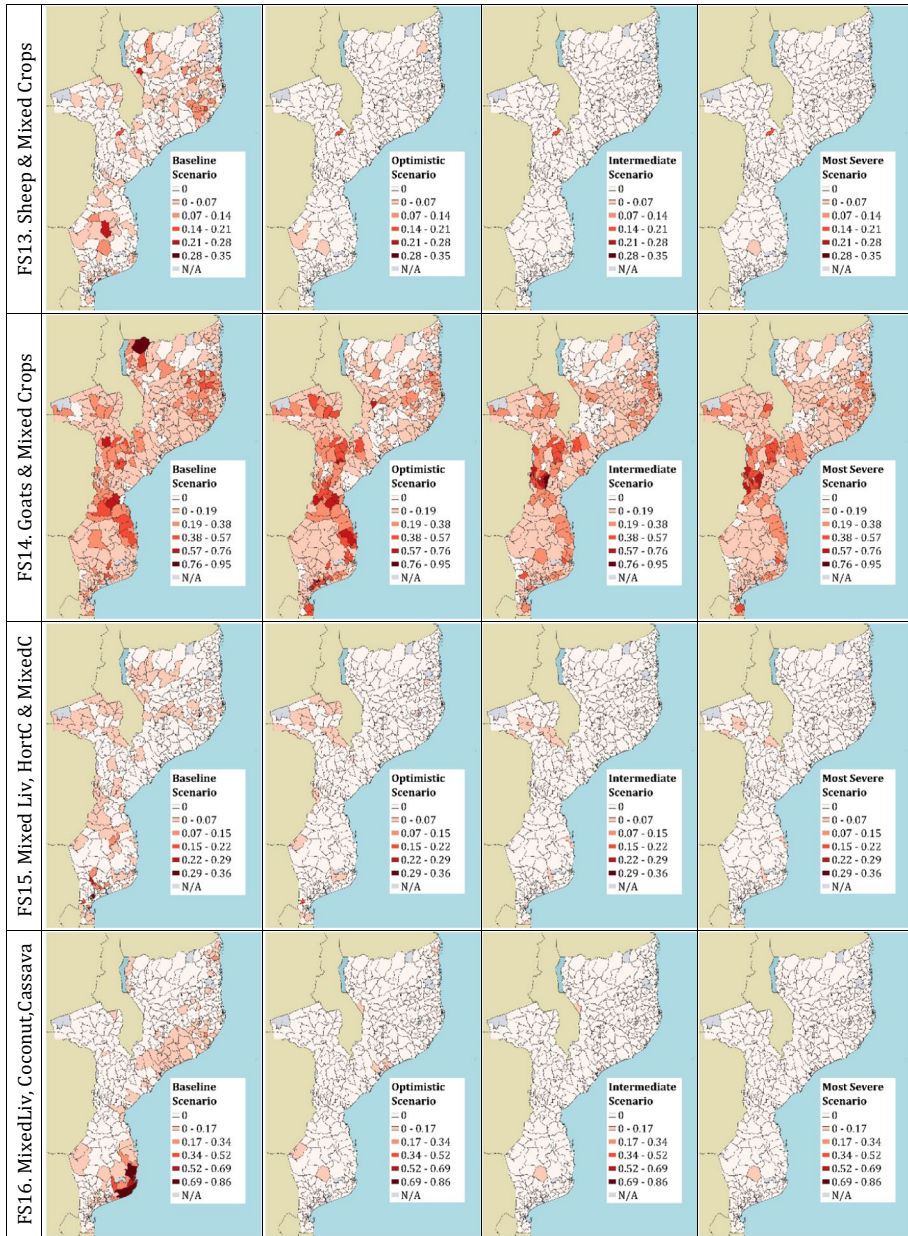 FS13. Sheep & Mixed Crops
Baseline
Scenario
0
0 - 0.07
0.07 - 0.14
0.14 - 0.21
0.21 - 0.28
0.28 - 0.35
N/A
Optimistic
Scenario
0
0 - 0.07
0.07 - 0.14
0.14 - 0.21
0.21 - 0.28
0.28 - 0.35
N/A
Intermediate
Scenario
0
0 - 0.07
0.07 - 0.14
0.14 - 0.21
0.21 - 0.28
0.28 - 0.35
N/A
Most Severe
Scenario
0
0 - 0.07
0.07 - 0.14
0.14 - 0.21
0.21 - 0.28
0.28 - 0.35
N/A
FS14. Goats & Mixed Crops
Baseline
Scenario
0
0 - 0.19
0.19 - 0.38
0.38 - 0.57
0.57 - 0.76
0.76 - 0.95
N/A
Optimistic
Scenario
0
0 - 0.19
0.19 - 0.38
0.38 - 0.57
0.57 - 0.76
0.76 - 0.95
N/A
Intermediate
Scenario
0
0 - 0.19
0.19 - 0.38
0.38 - 0.57
0.57 - 0.76
0.76 - 0.95
N/A
Most Severe
Scenario
0
0 - 0.19
0.19 - 0.38
0.38 - 0.57
0.57 - 0.76
0.76 - 0.95
N/A
FS15. Mixed Liv, HortC & MixedC
Baseline
Scenario
0
0 - 0.07
0.07 - 0.15
0.15 - 0.22
0.22 - 0.29
0.29 - 0.36
N/A
Optimistic
Scenario
0
0 - 0.07
0.07 - 0.15
0.15 - 0.22
0.22 - 0.29
0.29 - 0.36
N/A
Intermediate
Scenario
0
0 - 0.07
0.07 - 0.15
0.15 - 0.22
0.22 - 0.29
0.29 - 0.36
N/A
Most Severe
Scenario
0
0 - 0.07
0.07 - 0.15
0.15 - 0.22
0.22 - 0.29
0.29 - 0.36
N/A
FS16. MixedLiv, Coconut,Cassava
Baseline
Scenario
0
0 - 0.17
0.17 - 0.34
0.34 - 0.52
0.52 - 0.69
0.69 - 0.86
N/A
Optimistic
Scenario
0
0 - 0.17
0.17 - 0.34
0.34 - 0.52
0.52 - 0.69
0.69 - 0.86
N/A
Intermediate
Scenario
0
0 - 0.17
0.17 - 0.34
0.34 - 0.52
0.52 - 0.69
0.69 - 0.86
N/A
Most Severe
Scenario
0
0 - 0.17
0.17 - 0.34
0.34 - 0.52
0.52 - 0.69
0.69 - 0.86
N/A